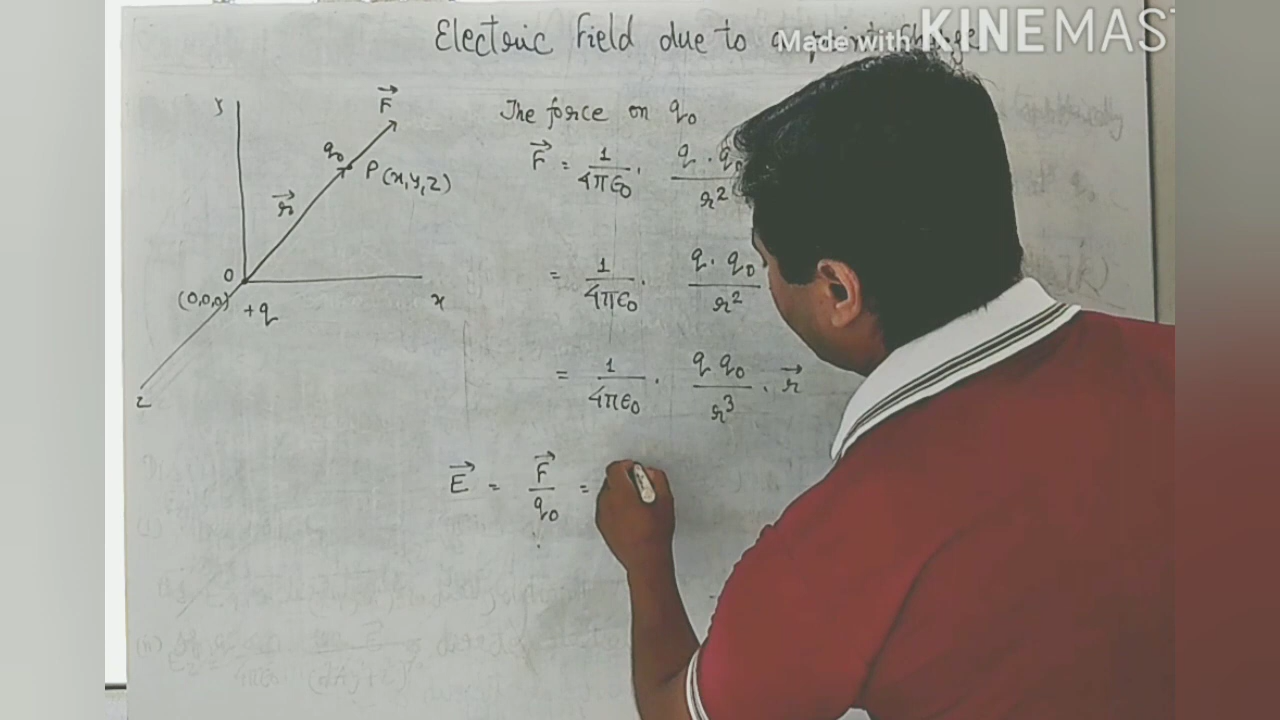 Electric field due to a point charge
Made with KINEMAS
y
F⃗
q₀
P(x,y,z)
r⃗
O
(0,0,0)
+q
x
z
The force on q₀
F⃗ = 1/4πϵ₀ . q . q₀/r²
= 1/4πϵ₀ . q . q₀/r²
= 1/4πϵ₀ . q q₀/r³ . r⃗
E⃗ = F⃗/q₀ =